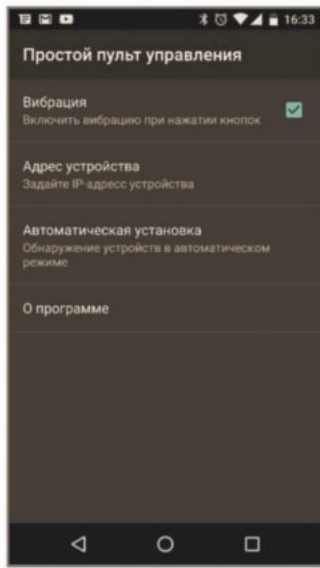 16:33
Простой пульт управления
Вибрация
Включить вибрацию при нажатии кнопок
Адрес устройства
Задайте IP-адресс устройства
Автоматическая установка
Обнаружение устройств в автоматическом
режиме
О программе